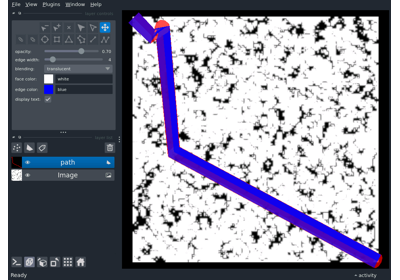 File View Plugins Window Help
opacity: 0.70
edge width: 4
blending: translucent
face color: white
edge color: blue
display text: ✓
path
Image
Ready
activity